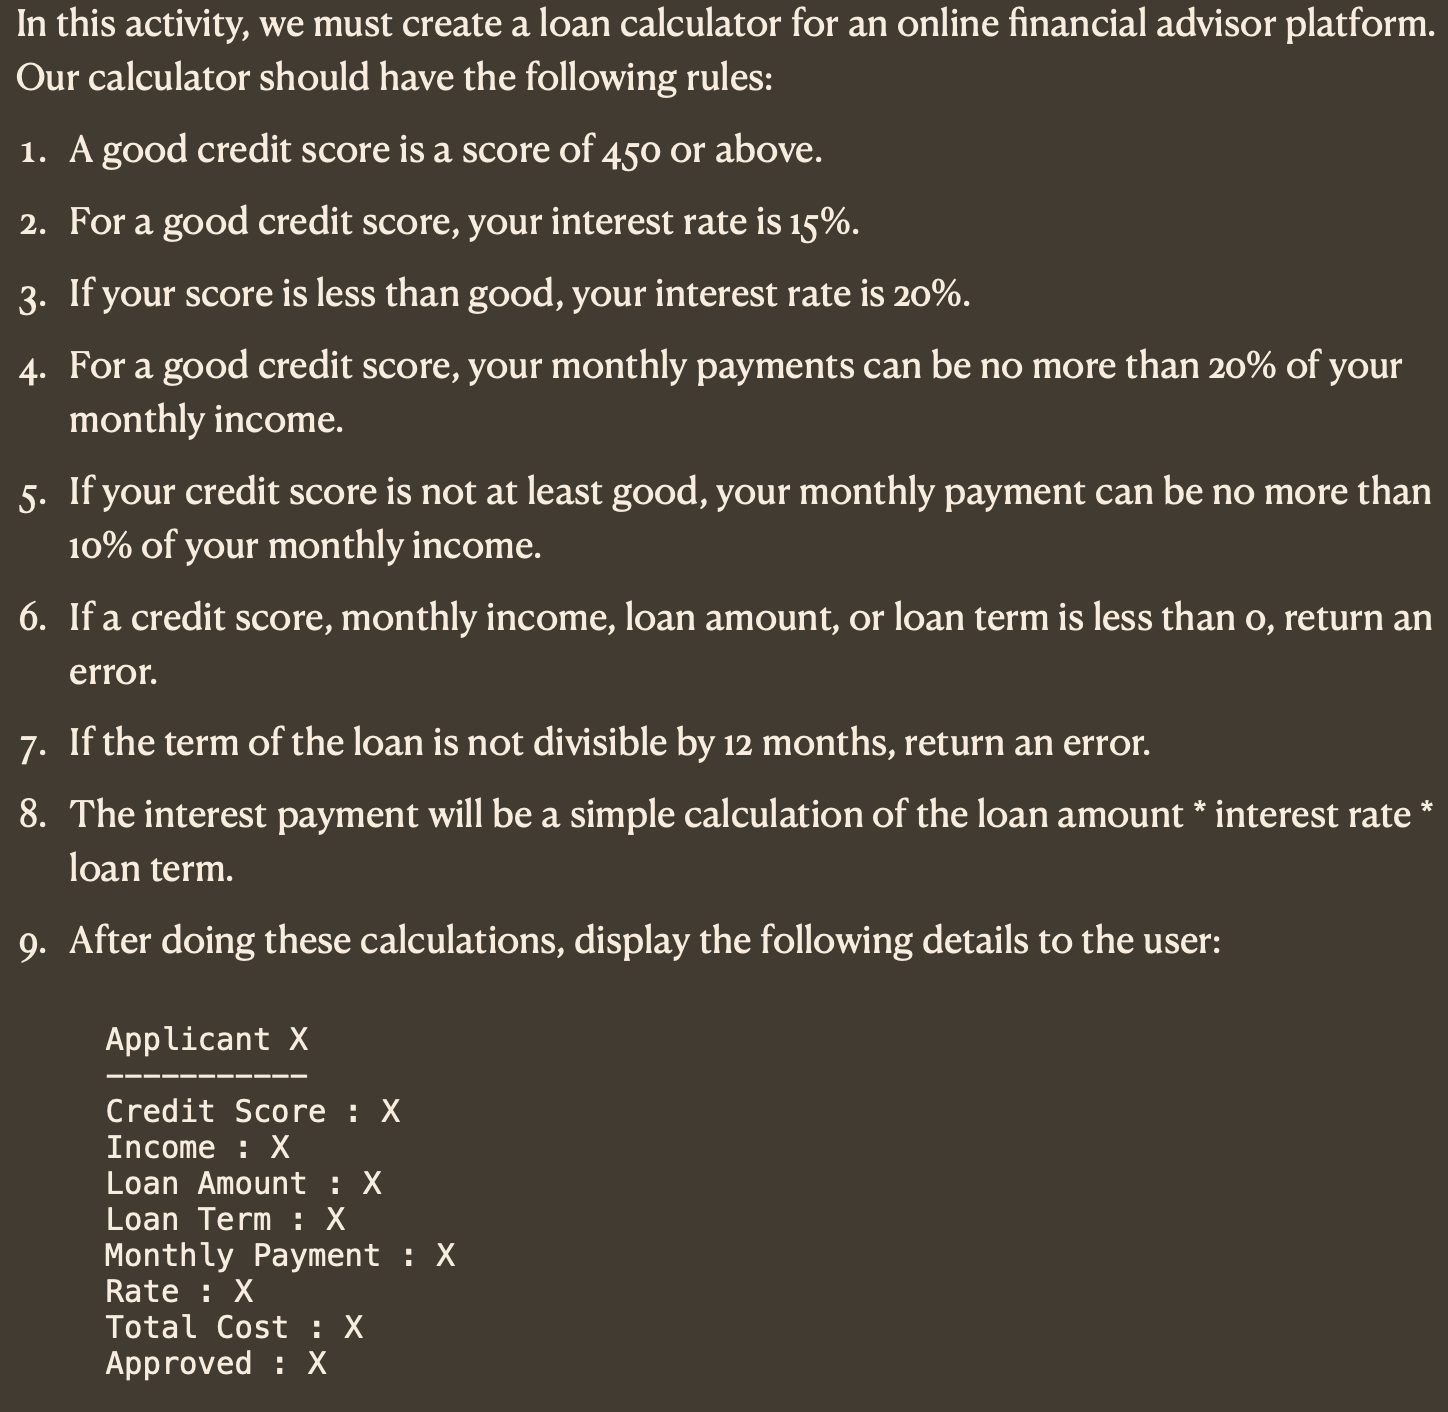 In this activity, we must create a loan calculator for an online financial advisor platform.
Our calculator should have the following rules:
1. A good credit score is a score of 450 or above.
2. For a good credit score, your interest rate is 15%.
3. If your score is less than good, your interest rate is 20%.
4. For a good credit score, your monthly payments can be no more than 20% of your
monthly income.
5. If your credit score is not at least good, your monthly payment can be no more than
10% of your monthly income.
6. If a credit score, monthly income, loan amount, or loan term is less than 0, return an
error.
7. If the term of the loan is not divisible by 12 months, return an error.
8. The interest payment will be a simple calculation of the loan amount * interest rate *
loan term.
9. After doing these calculations, display the following details to the user:
Applicant X
-----------
Credit Score : X
Income : X
Loan Amount : X
Loan Term : X
Monthly Payment : X
Rate : X
Total Cost : X
Approved : X